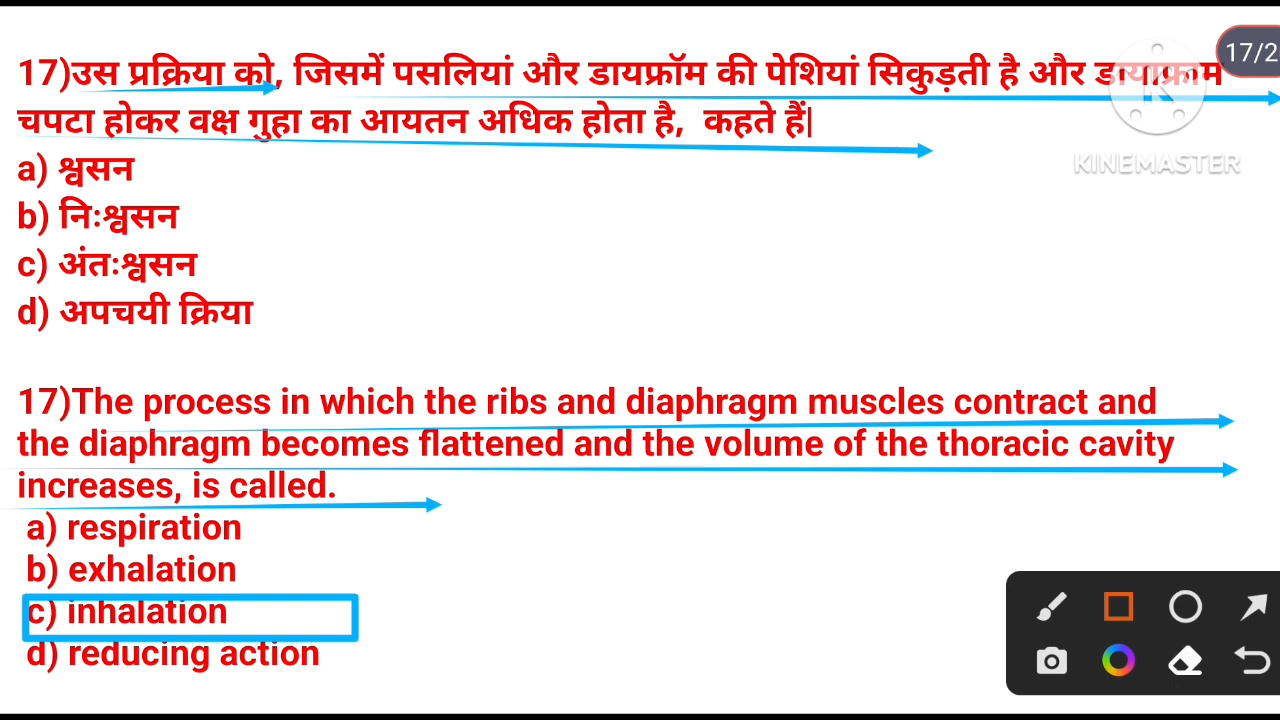 17)उस प्रक्रिया को, जिसमें पसलियां और डायफ्रॉम की पेशियां सिकुड़ती है और डायाफ्राम
चपटा होकर वक्ष गुहा का आयतन अधिक होता है, कहते हैं|
a) श्वसन
b) निःश्वसन
c) अंतःश्वसन
d) अपचयी क्रिया
17)The process in which the ribs and diaphragm muscles contract and
the diaphragm becomes flattened and the volume of the thoracic cavity
increases, is called.
a) respiration
b) exhalation
c) inhalation
d) reducing action
17/2
K
KINEMASTER